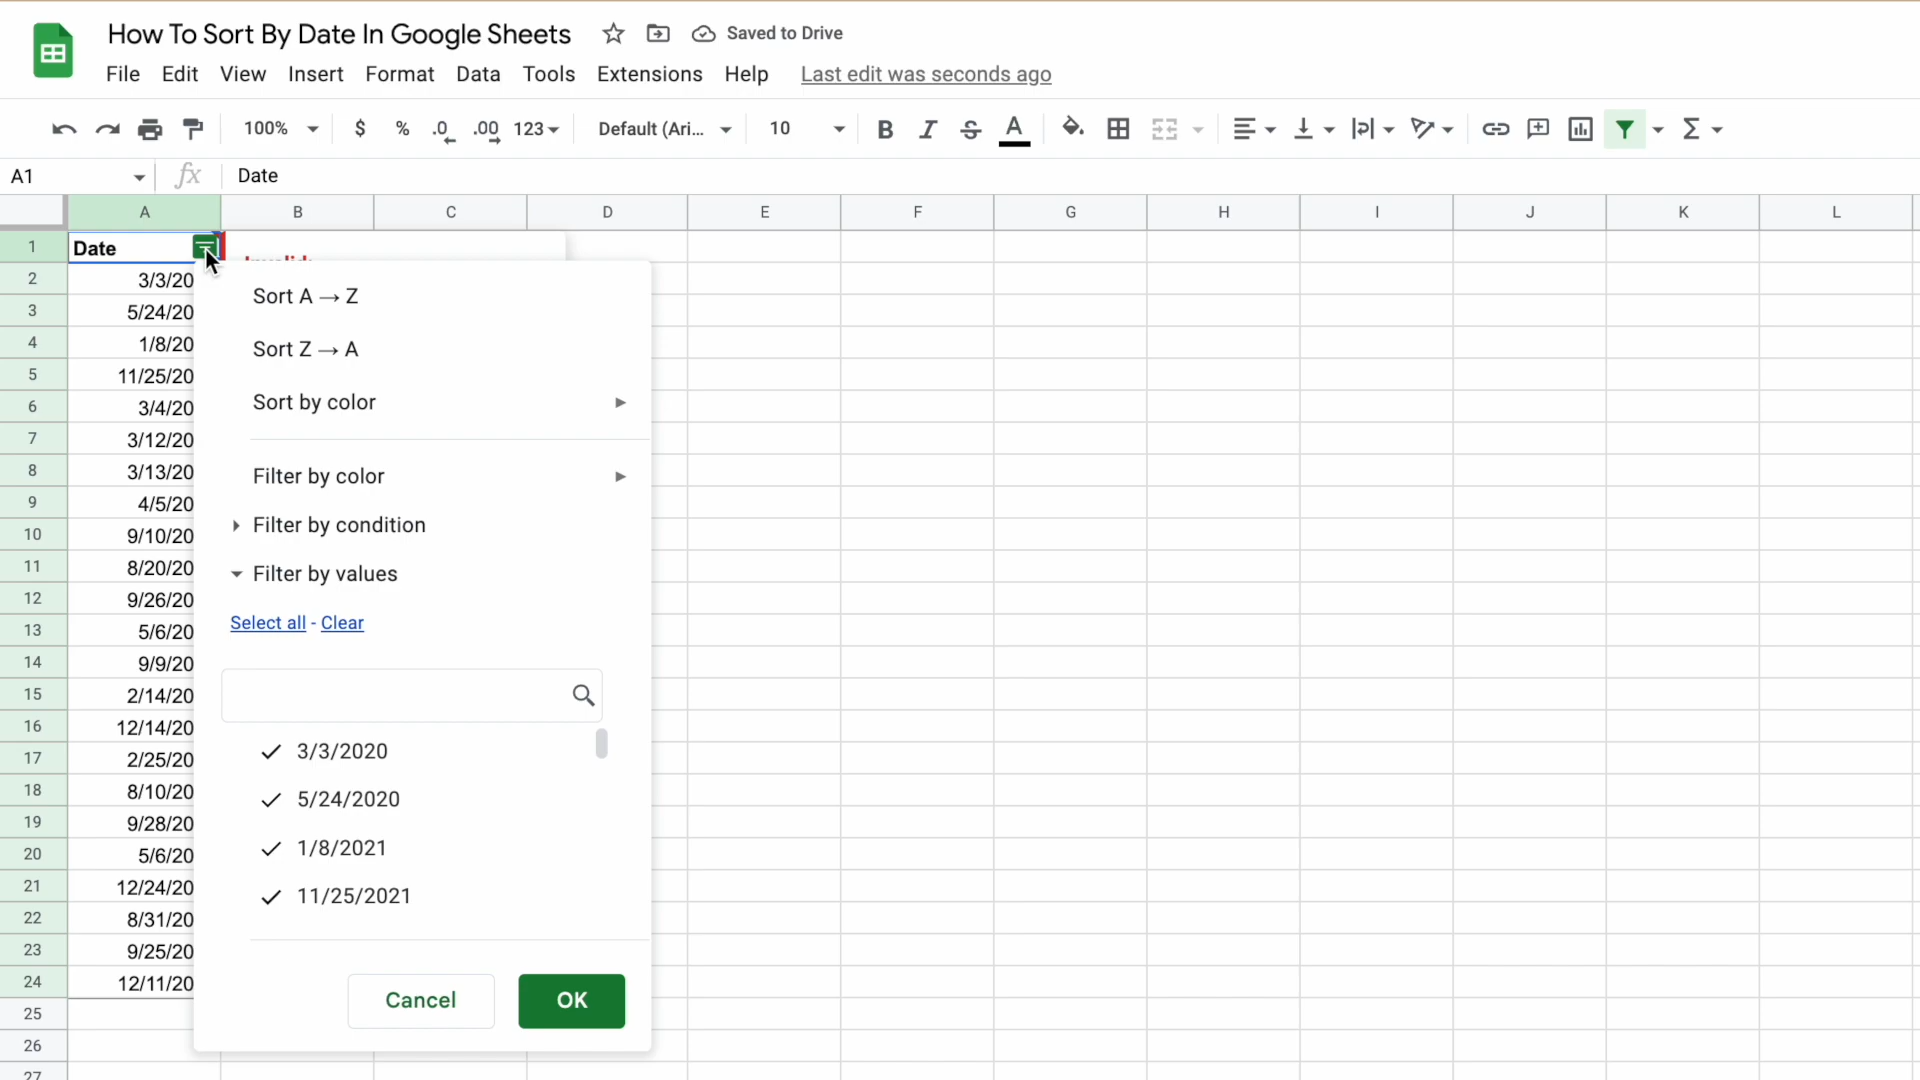 How To Sort By Date In Google Sheets Saved to Drive
File Edit View Insert Format Data Tools Extensions Help Last edit was seconds ago
100% $ % .0 .00 123 Default (Ari... 10 B I S A Σ
A1 fx Date
A B C D E F G H I J K L
1 Date
2 3/3/20
Sort A → Z
3 5/24/20
4 1/8/20
Sort Z → A
5 11/25/20
6 3/4/20
Sort by color
7 3/12/20
8 3/13/20
Filter by color
9 4/5/20
10 9/10/20
Filter by condition
11 8/20/20
Filter by values
12 9/26/20
13 5/6/20
Select all - Clear
14 9/9/20
15 2/14/20
16 12/14/20
17 2/25/20
3/3/2020
18 8/10/20
5/24/2020
19 9/28/20
20 5/6/20
1/8/2021
21 12/24/20
11/25/2021
22 8/31/20
23 9/25/20
24 12/11/20
Cancel OK
25
26
27